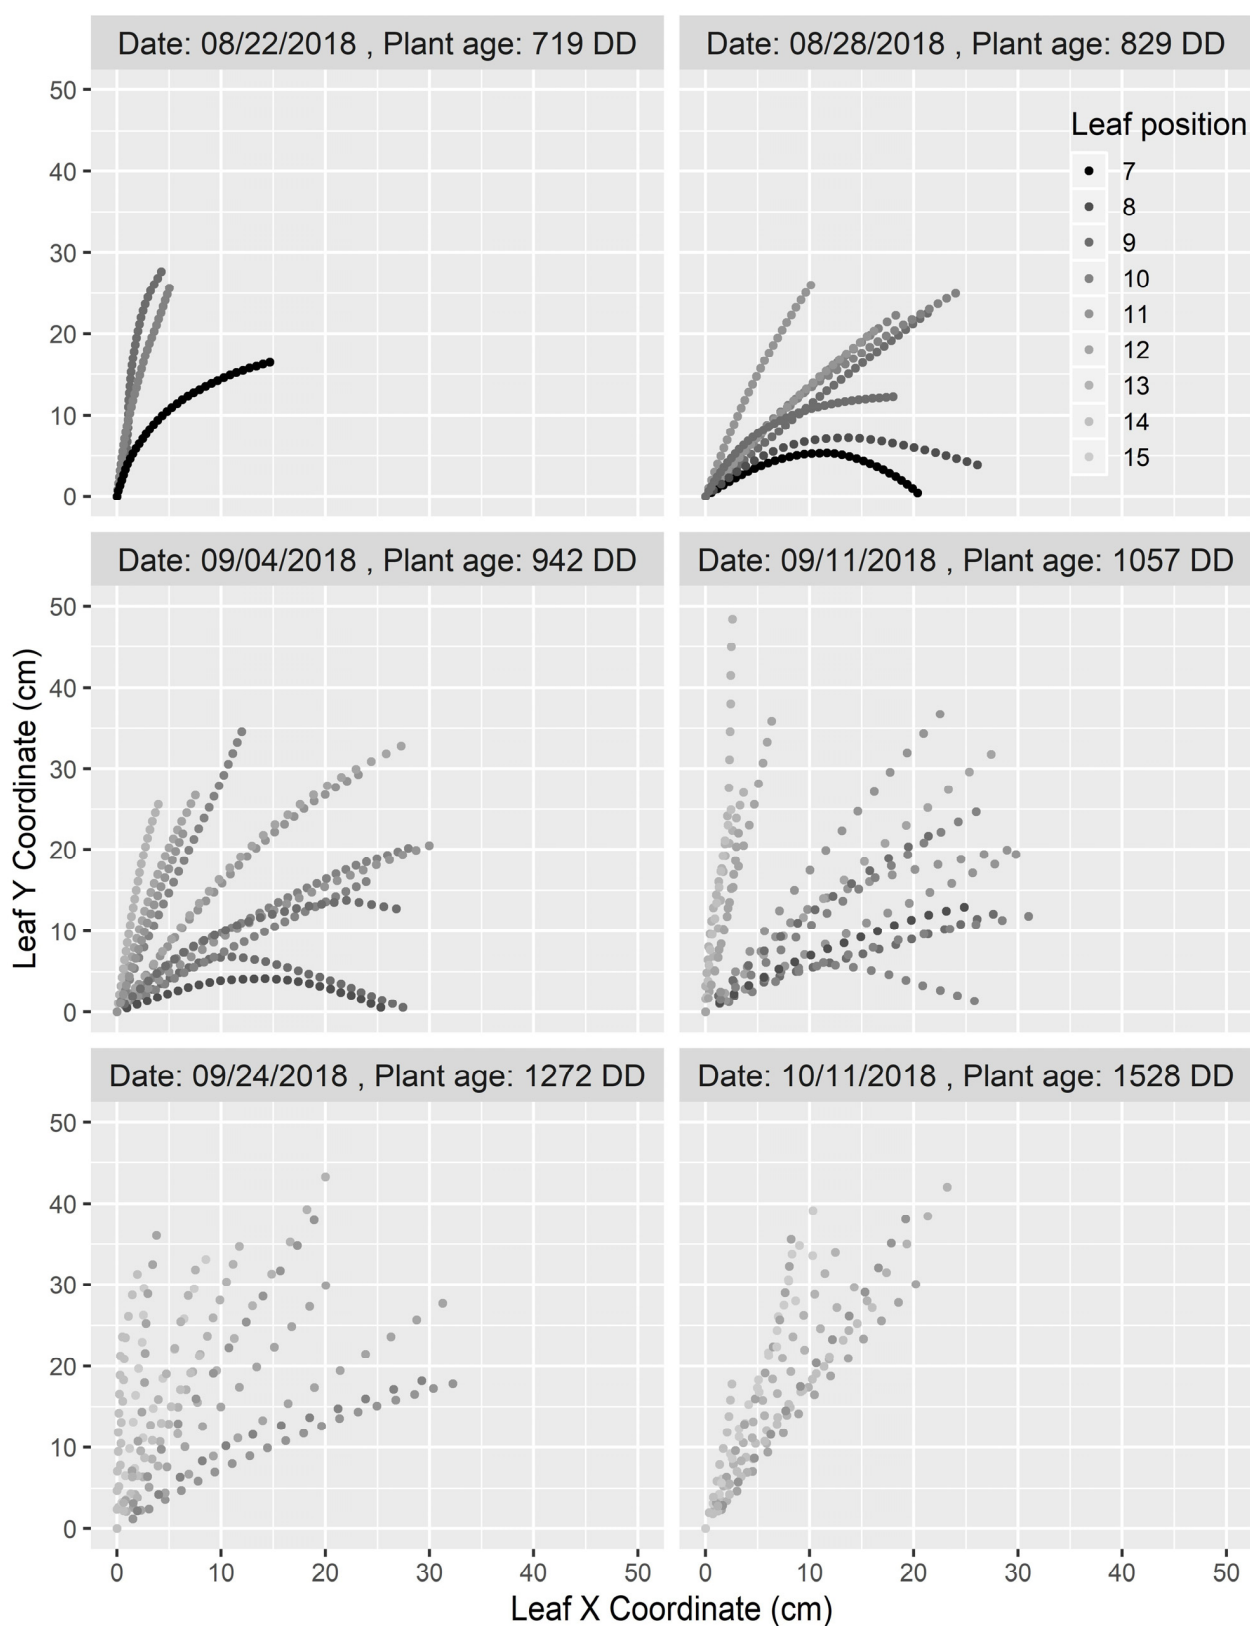 Date: 08/22/2018 , Plant age: 719 DD
Date: 08/28/2018 , Plant age: 829 DD
50
40
30
20
10
0
Leaf position
7
8
9
10
11
12
13
14
15
Date: 09/04/2018 , Plant age: 942 DD
Date: 09/11/2018 , Plant age: 1057 DD
50
40
30
20
10
0
Leaf Y Coordinate (cm)
Date: 09/24/2018 , Plant age: 1272 DD
Date: 10/11/2018 , Plant age: 1528 DD
50
40
30
20
10
0
0 10 20 30 40 50
0 10 20 30 40 50
Leaf X Coordinate (cm)